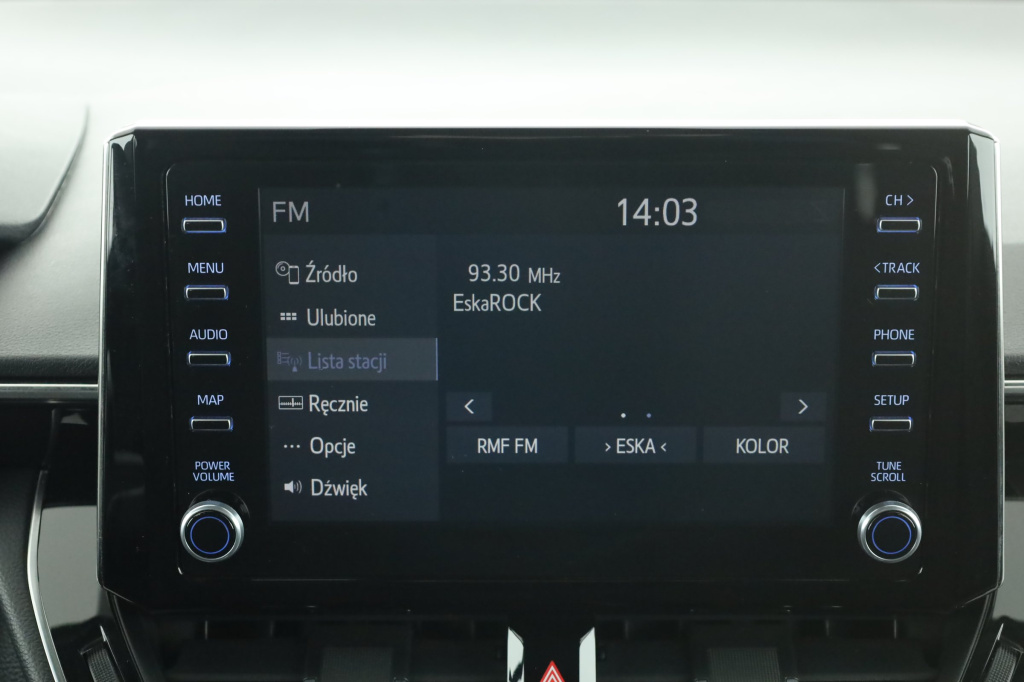 HOME
MENU
AUDIO
MAP
POWER
VOLUME
FM
14:03
Źródło
Ulubione
Lista stacji
Ręcznie
Opcje
Dźwięk
93.30 MHz
EskaROCK
< >
RMF FM
> ESKA <
KOLOR
CH >
< TRACK
PHONE
SETUP
TUNE
SCROLL